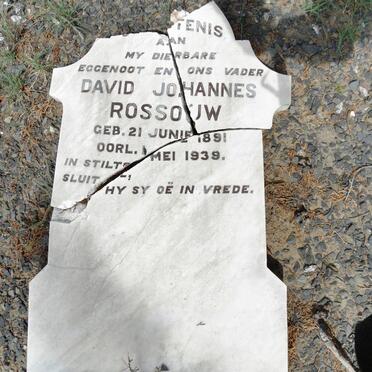 TENIS
AAN
MY DIERBARE
EGGENOOT EN ONS VADER
DAVID JOHANNES
ROSSOUW
GEB. 21 JUNIE 1891
OORL. MEI 1939.
IN STILTE
SLUIT HY SY OË IN VREDE.